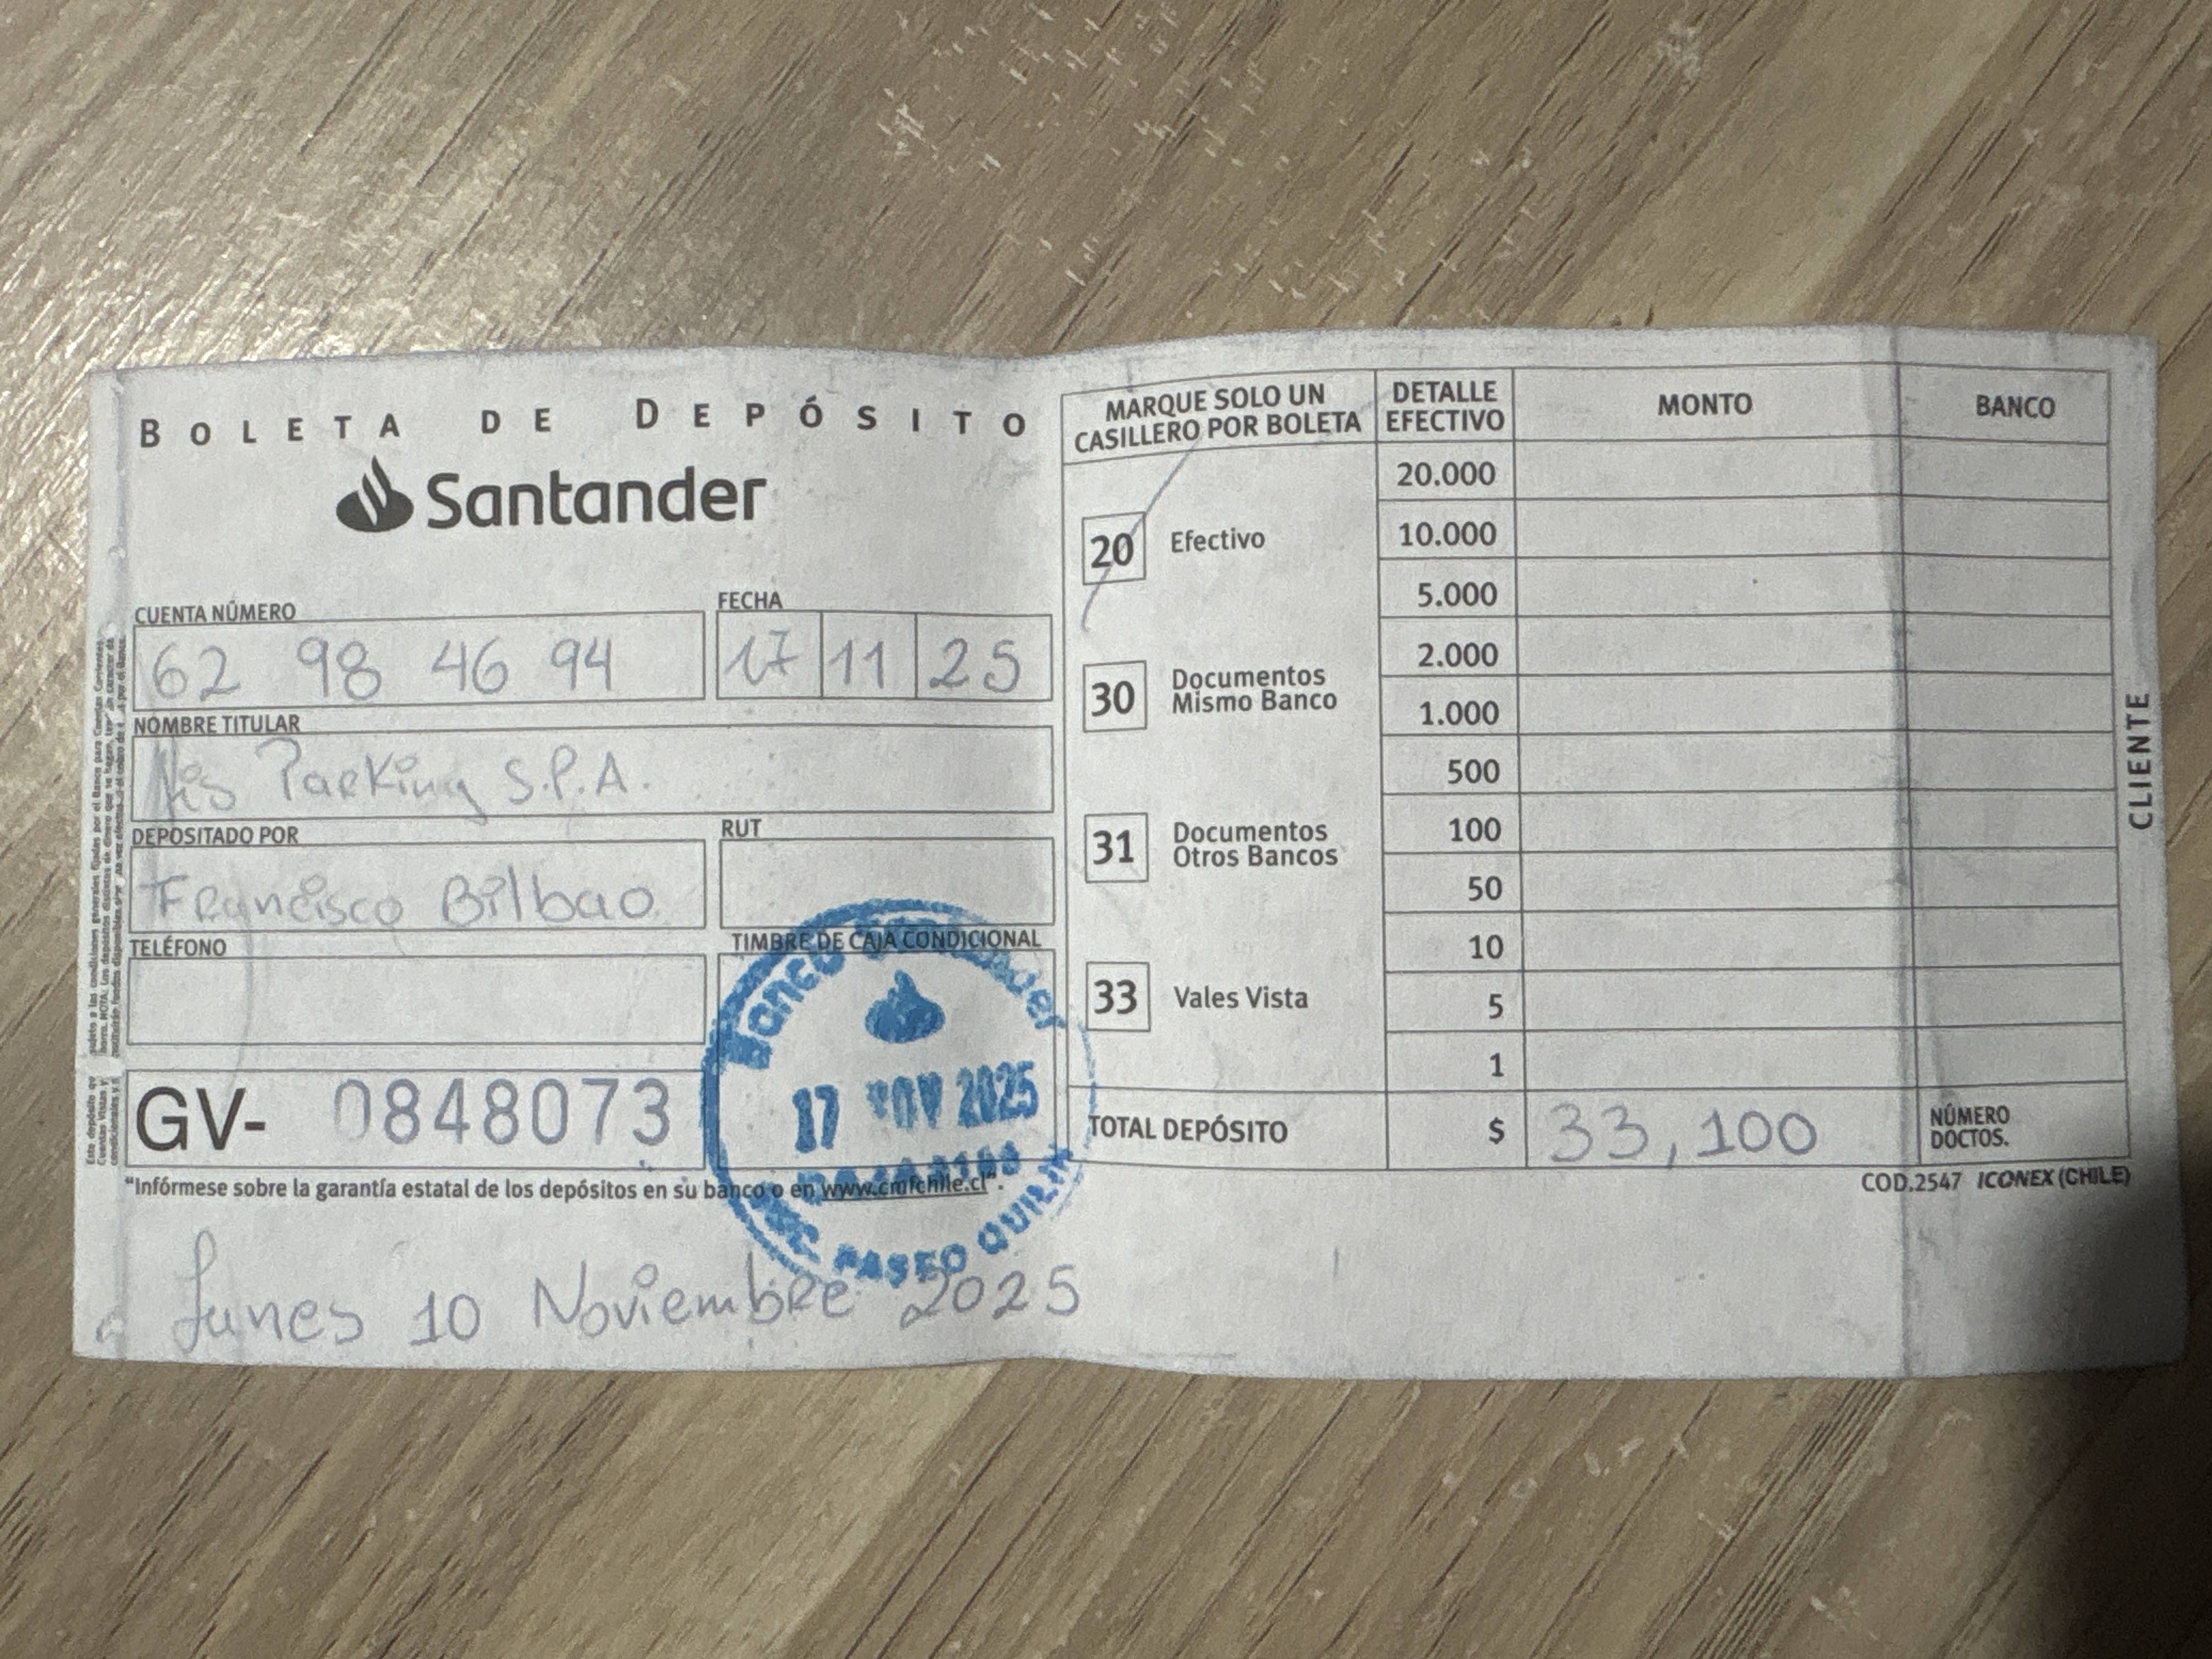 BOLETA DE DEPÓSITO
Santander
CUENTA NÚMERO
62 98 46 94
FECHA
17 11 25
NOMBRE TITULAR
Parking S.P.A.
DEPOSITADO POR
Francisco Bilbao
RUT
TELÉFONO
TIMBRE DE CAJA CONDICIONAL
GV- 0848073
"Infórmese sobre la garantía estatal de los depósitos en su banco o en www.cmfchile.cl".
Banco Santander
17 NOV 2025
PASEO
Lunes 10 Noviembre 2025
MARQUE SOLO UN
CASILLERO POR BOLETA
20 Efectivo
30 Documentos
Mismo Banco
31 Documentos
Otros Bancos
33 Vales Vista
DETALLE
EFECTIVO
MONTO
BANCO
20.000
10.000
5.000
2.000
1.000
500
100
50
10
5
1
TOTAL DEPÓSITO $ 33,100
NÚMERO
DOCTOS.
CLIENTE
COD.2547 ICONEX (CHILE)